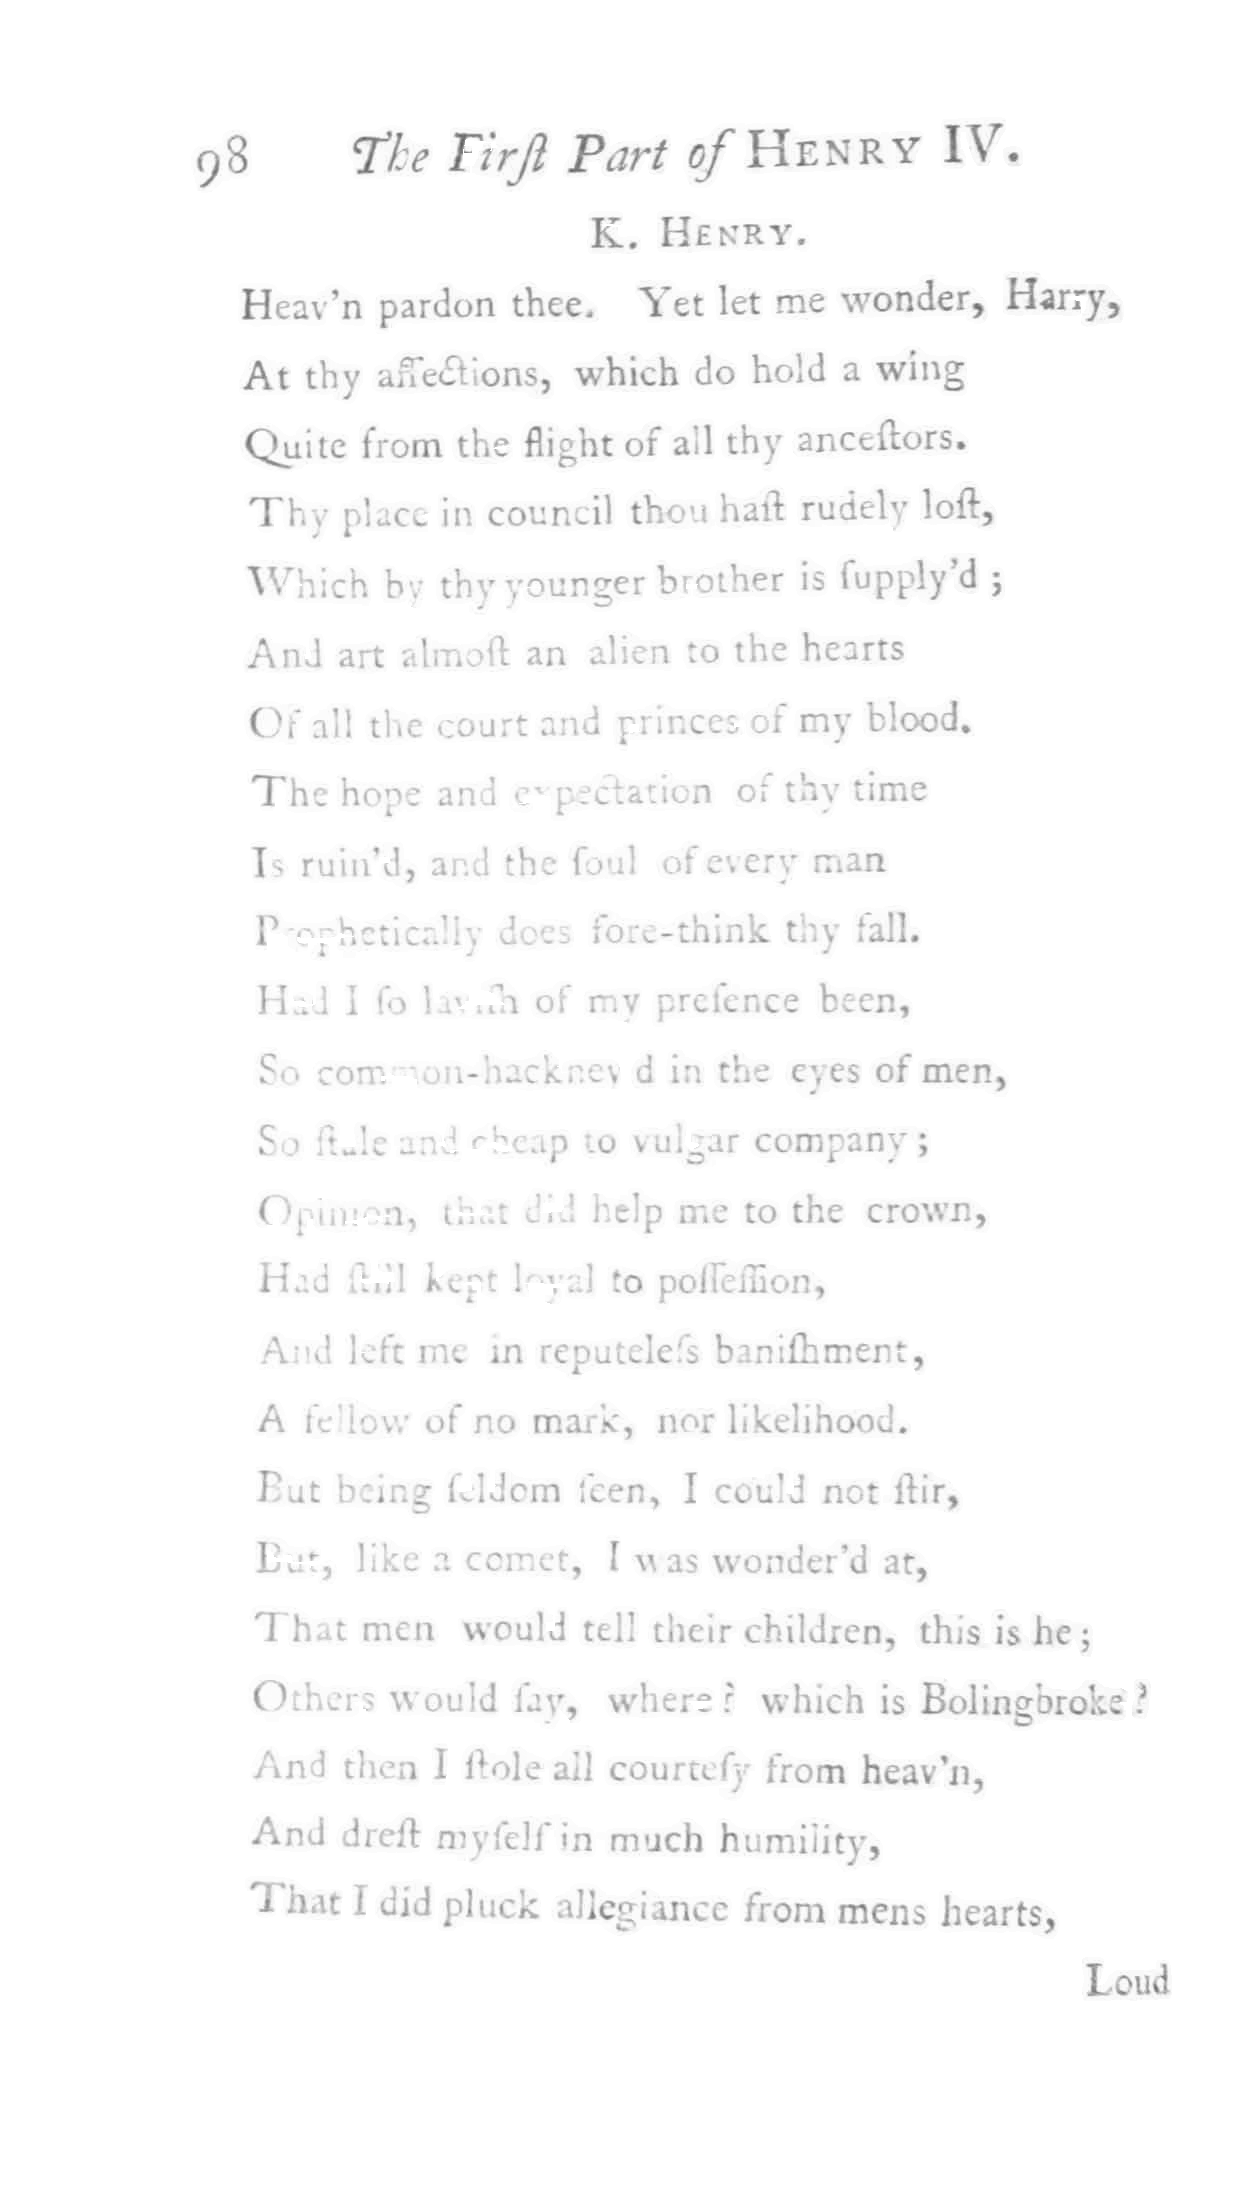 98 The Firſt Part of HENRY IV.
K. HENRY.
Heav'n pardon thee. Yet let me wonder, Harry,
At thy affections, which do hold a wing
Quite from the flight of all thy anceſtors.
Thy place in council thou haſt rudely loſt,
Which by thy younger brother is ſupply'd ;
And art almoſt an alien to the hearts
Of all the court and princes of my blood.
The hope and expectation of thy time
Is ruin'd, and the ſoul of every man
Prophetically does fore-think thy fall.
Had I ſo laviſh of my preſence been,
So common-hackney d in the eyes of men,
So ſtale and cheap to vulgar company ;
Opinion, that did help me to the crown,
Had ſtill kept loyal to poſſeſſion,
And left me in reputeleſs baniſhment,
A fellow of no mark, nor likelihood.
But being ſeldom ſeen, I could not ſtir,
But, like a comet, I was wonder'd at,
That men would tell their children, this is he ;
Others would ſay, where ? which is Bolingbroke ?
And then I ſtole all courteſy from heav'n,
And dreſt myſelf in much humility,
That I did pluck allegiance from mens hearts,
Loud